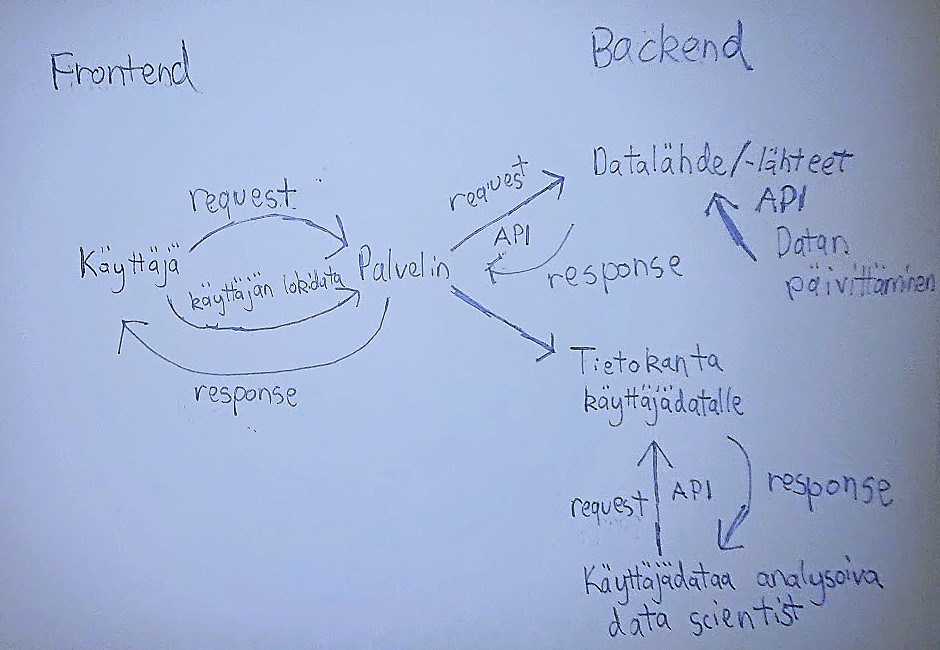 Frontend
Backend
request
Käyttäjä
käyttäjän lokidata
Palvelin
response
request
API
response
Datalähde/-lähteet
API
Datan
päivittäminen
Tietokanta
käyttäjädatalle
request
API
response
Käyttäjädataa analysoiva
data scientist